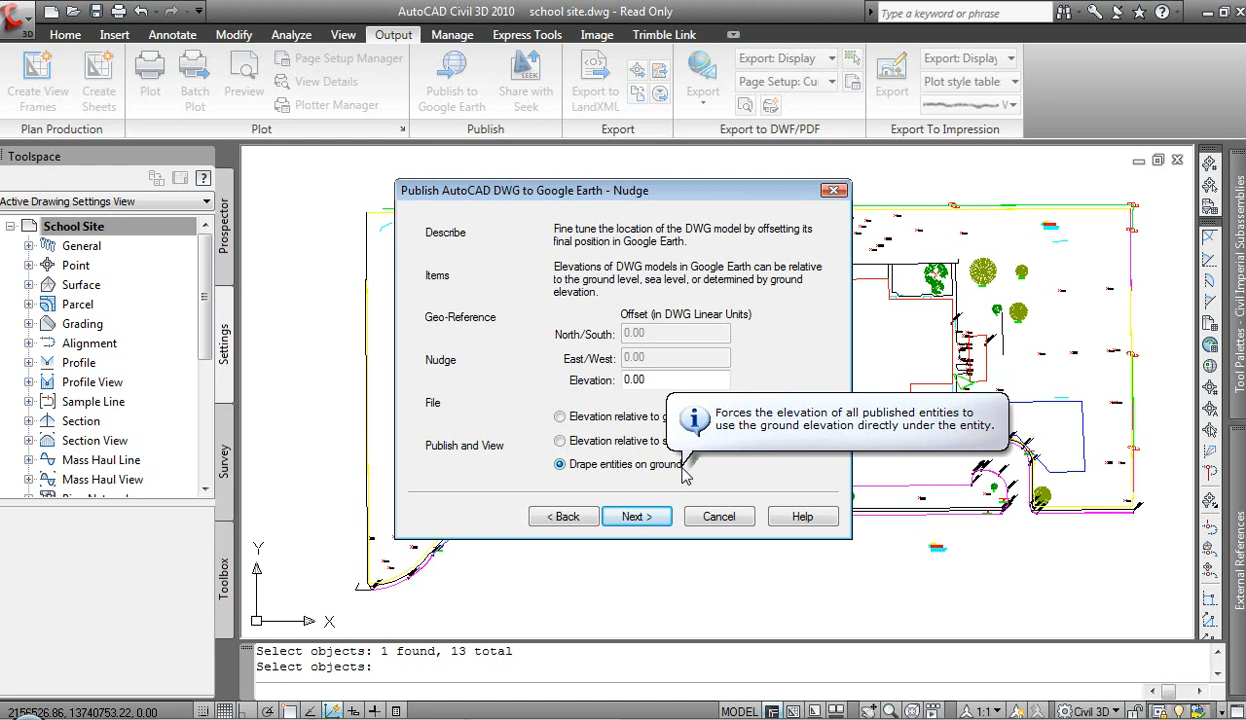 AutoCAD Civil 3D 2010 school site.dwg - Read Only
Type a keyword or phrase
3D
Home Insert Annotate Modify Analyze View Output Manage Express Tools Image Trimble Link
Create View Frames
Create Sheets
Plan Production
Plot
Batch Plot
Preview
Page Setup Manager
View Details
Plotter Manager
Plot
Publish to Google Earth
Share with Seek
Publish
Export to LandXML
Export
Export
Export: Display
Page Setup: Cu
Export to DWF/PDF
Export
Export: Display
Plot style table:
V
Export To Impression
Toolspace
Active Drawing Settings View
School Site
General
Point
Surface
Parcel
Grading
Alignment
Profile
Profile View
Sample Line
Section
Section View
Mass Haul Line
Mass Haul View
Prospector
Settings
Survey
Toolbox
Publish AutoCAD DWG to Google Earth - Nudge
Describe
Items
Geo-Reference
Nudge
File
Publish and View
Fine tune the location of the DWG model by offsetting its
final position in Google Earth.
Elevations of DWG models in Google Earth can be relative
to the ground level, sea level, or determined by ground
elevation.
Offset (in DWG Linear Units)
North/South: 0.00
East/West: 0.00
Elevation: 0.00
Elevation relative to g
Elevation relative to s
Drape entities on ground
Forces the elevation of all published entities to
use the ground elevation directly under the entity.
< Back Next > Cancel Help
Y
X
Tool Palettes - Civil Imperial Subassemblies
External References
Select objects: 1 found, 13 total
Select objects:
2156526.86, 13740753.22, 0.00
MODEL
1:1
Civil 3D